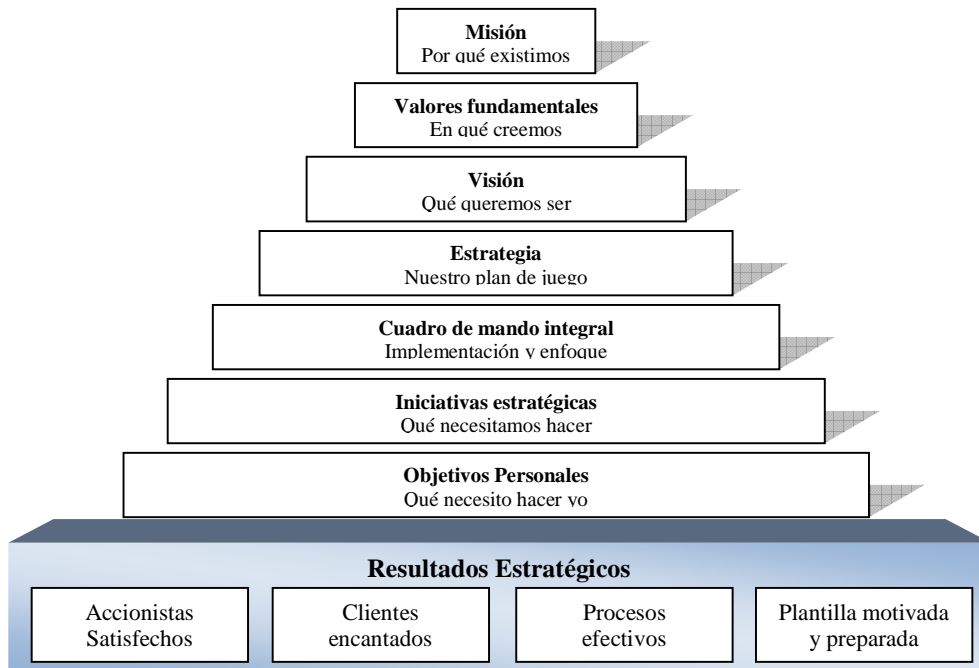 Misión
Por qué existimos
Valores fundamentales
En qué creemos
Visión
Qué queremos ser
Estrategia
Nuestro plan de juego
Cuadro de mando integral
Implementación y enfoque
Iniciativas estratégicas
Qué necesitamos hacer
Objetivos Personales
Qué necesito hacer yo
Resultados Estratégicos
Accionistas
Satisfechos
Clientes
encantados
Procesos
efectivos
Plantilla motivada
y preparada